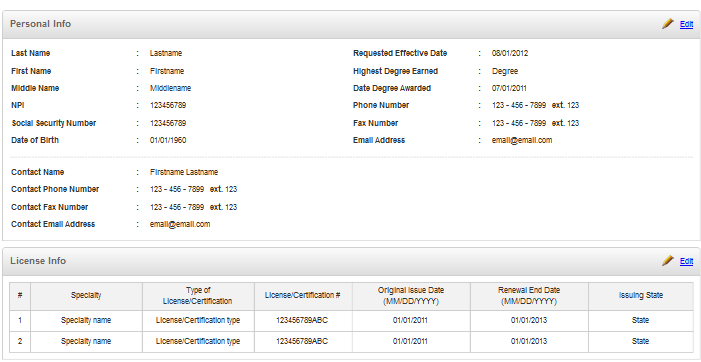 Personal Info Edit
Last Name : Lastname Requested Effective Date : 08/01/2012
First Name : Firstname Highest Degree Earned : Degree
Middle Name : Middlename Date Degree Awarded : 07/01/2011
NPI : 123456789 Phone Number : 123 - 456 - 7899 ext. 123
Social Security Number : 123456789 Fax Number : 123 - 456 - 7899 ext. 123
Date of Birth : 01/01/1960 Email Address : email@email.com
Contact Name : Firstname Lastname
Contact Phone Number : 123 - 456 - 7899 ext. 123
Contact Fax Number : 123 - 456 - 7899 ext. 123
Contact Email Address : email@email.com
License Info Edit
# Specialty Type of License/Certification License/Certification # Original Issue Date (MM/DD/YYYY) Renewal End Date (MM/DD/YYYY) Issuing State
1 Specialty name License/Certification type 123456789ABC 01/01/2011 01/01/2013 State
2 Specialty name License/Certification type 123456789ABC 01/01/2011 01/01/2013 State